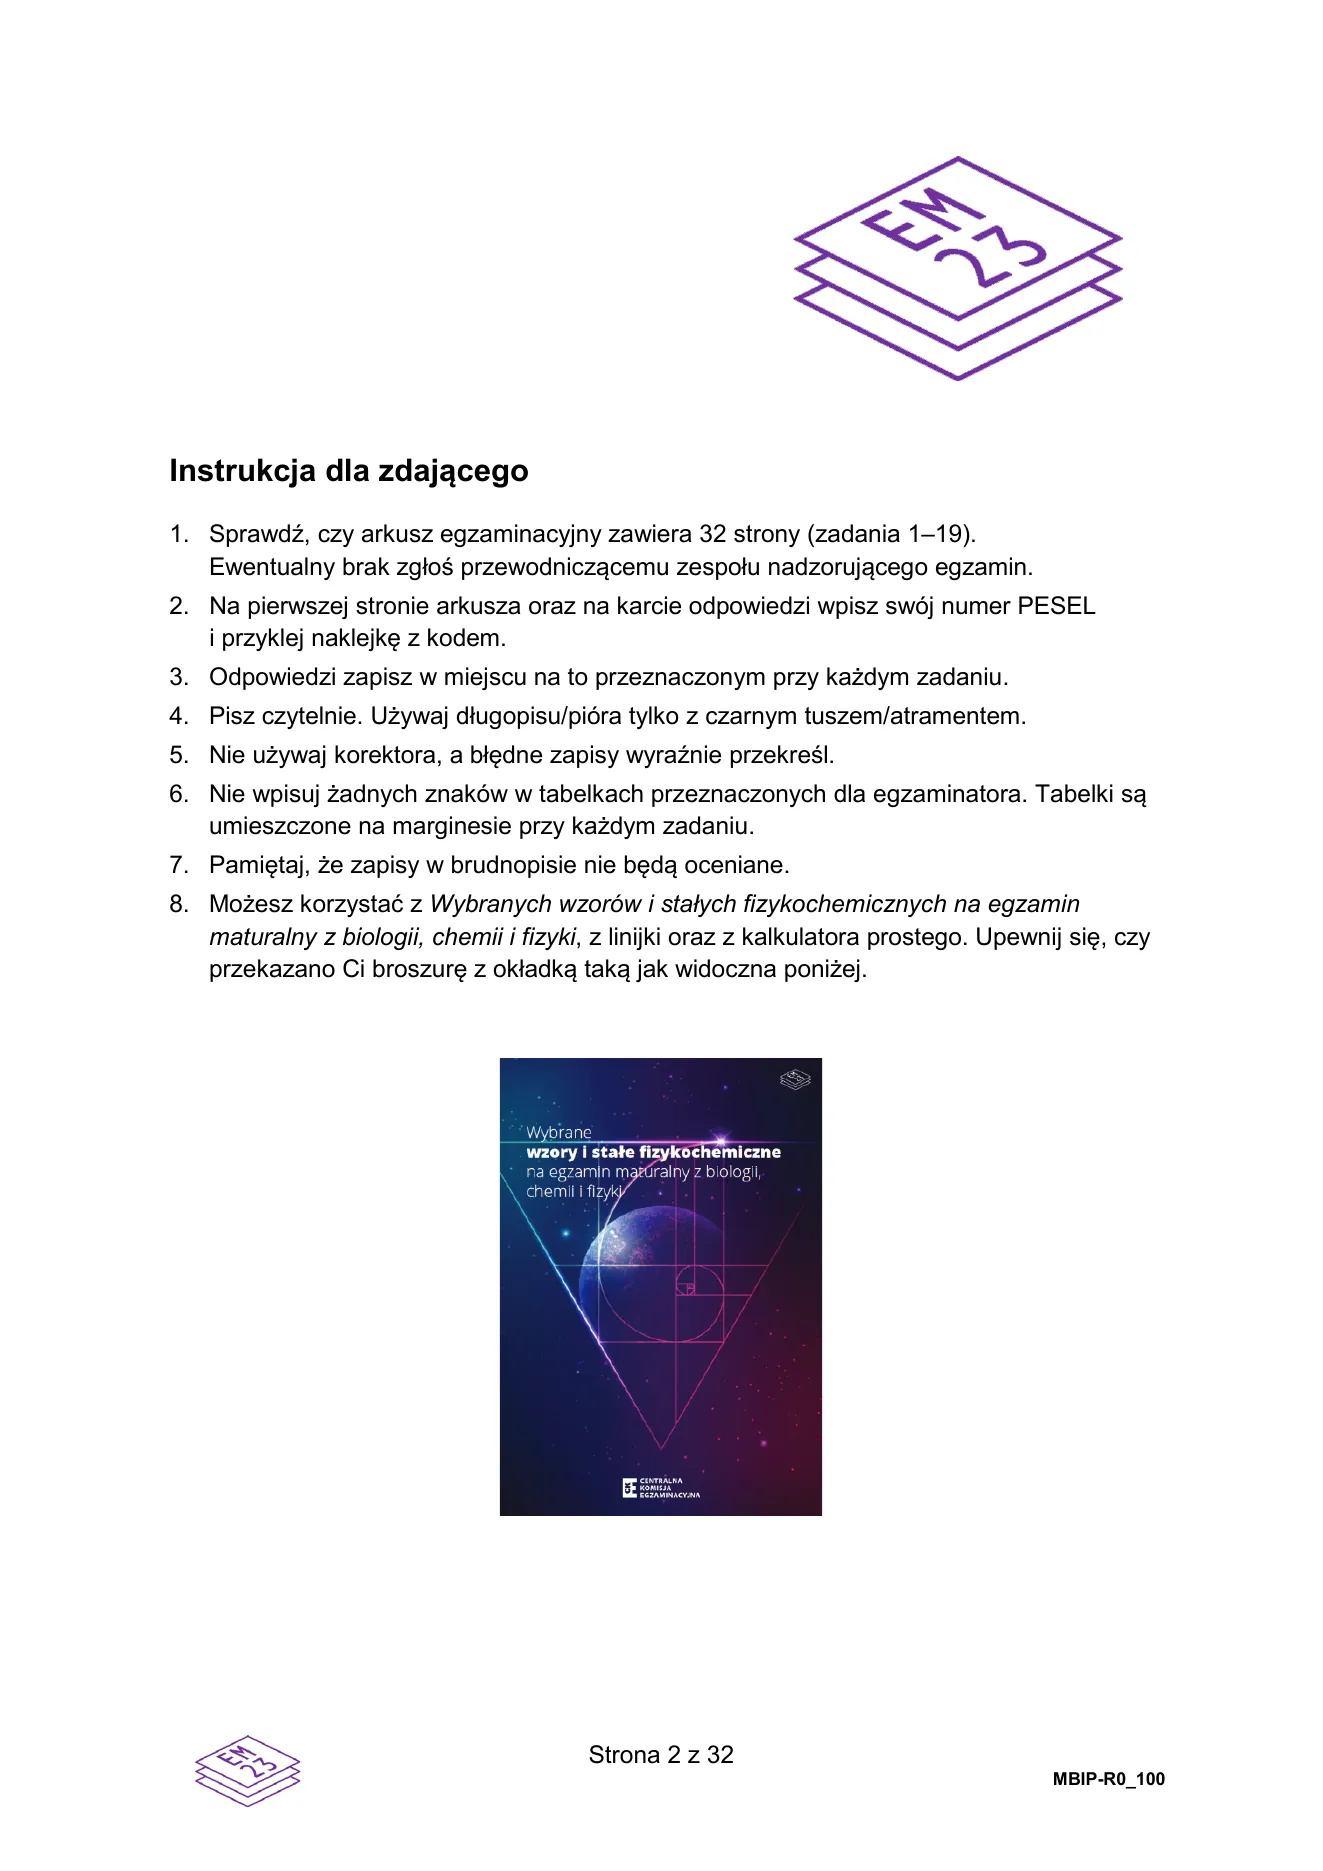 EM
23
Instrukcja dla zdającego
1. Sprawdź, czy arkusz egzaminacyjny zawiera 32 strony (zadania 1–19).
Ewentualny brak zgłoś przewodniczącemu zespołu nadzorującego egzamin.
2. Na pierwszej stronie arkusza oraz na karcie odpowiedzi wpisz swój numer PESEL
i przyklej naklejkę z kodem.
3. Odpowiedzi zapisz w miejscu na to przeznaczonym przy każdym zadaniu.
4. Pisz czytelnie. Używaj długopisu/pióra tylko z czarnym tuszem/atramentem.
5. Nie używaj korektora, a błędne zapisy wyraźnie przekreśl.
6. Nie wpisuj żadnych znaków w tabelkach przeznaczonych dla egzaminatora. Tabelki są
umieszczone na marginesie przy każdym zadaniu.
7. Pamiętaj, że zapisy w brudnopisie nie będą oceniane.
8. Możesz korzystać z Wybranych wzorów i stałych fizykochemicznych na egzamin
maturalny z biologii, chemii i fizyki, z linijki oraz z kalkulatora prostego. Upewnij się, czy
przekazano Ci broszurę z okładką taką jak widoczna poniżej.
Wybrane
wzory i stałe fizykochemiczne
na egzamin maturalny z biologii,
chemii i fizyki
CENTRALNA
KOMISJA
EGZAMINACYJNA
EM
23
Strona 2 z 32
MBIP-R0_100